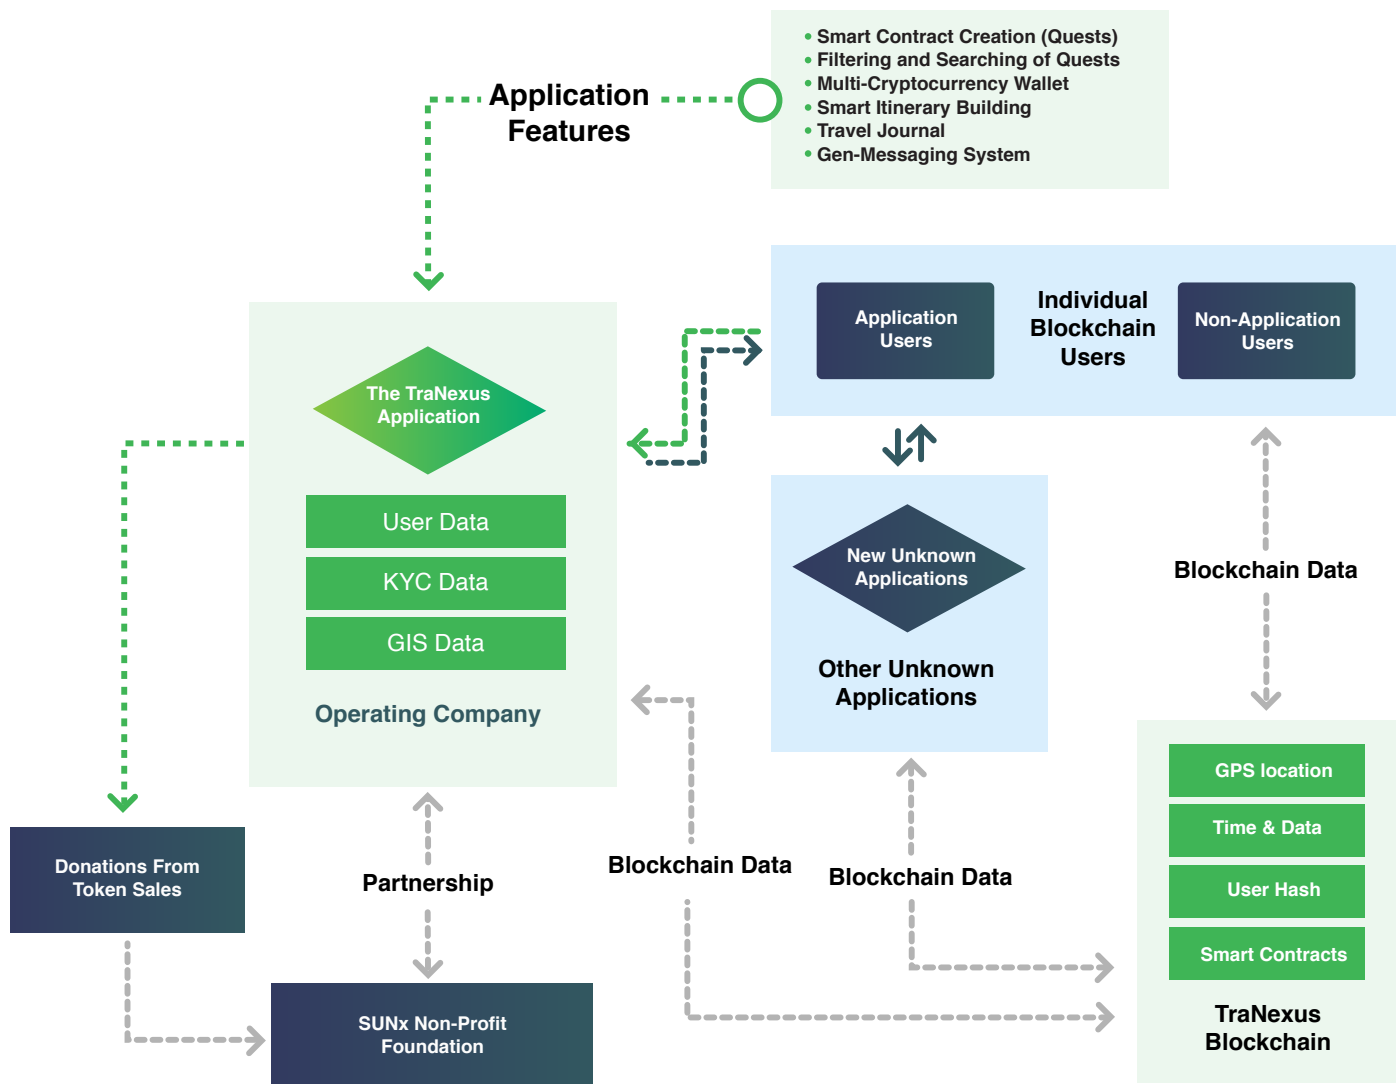 • Smart Contract Creation (Quests)
• Filtering and Searching of Quests
• Multi-Cryptocurrency Wallet
• Smart Itinerary Building
• Travel Journal
• Gen-Messaging System
Application
Features
Individual
Blockchain
Users
Application
Users
Non-Application
Users
The TraNexus
Application
User Data
KYC Data
GIS Data
Operating Company
New Unknown
Applications
Other Unknown
Applications
Blockchain Data
GPS location
Time & Data
User Hash
Smart Contracts
TraNexus
Blockchain
Donations From
Token Sales
Partnership
Blockchain Data
Blockchain Data
SUNx Non-Profit
Foundation